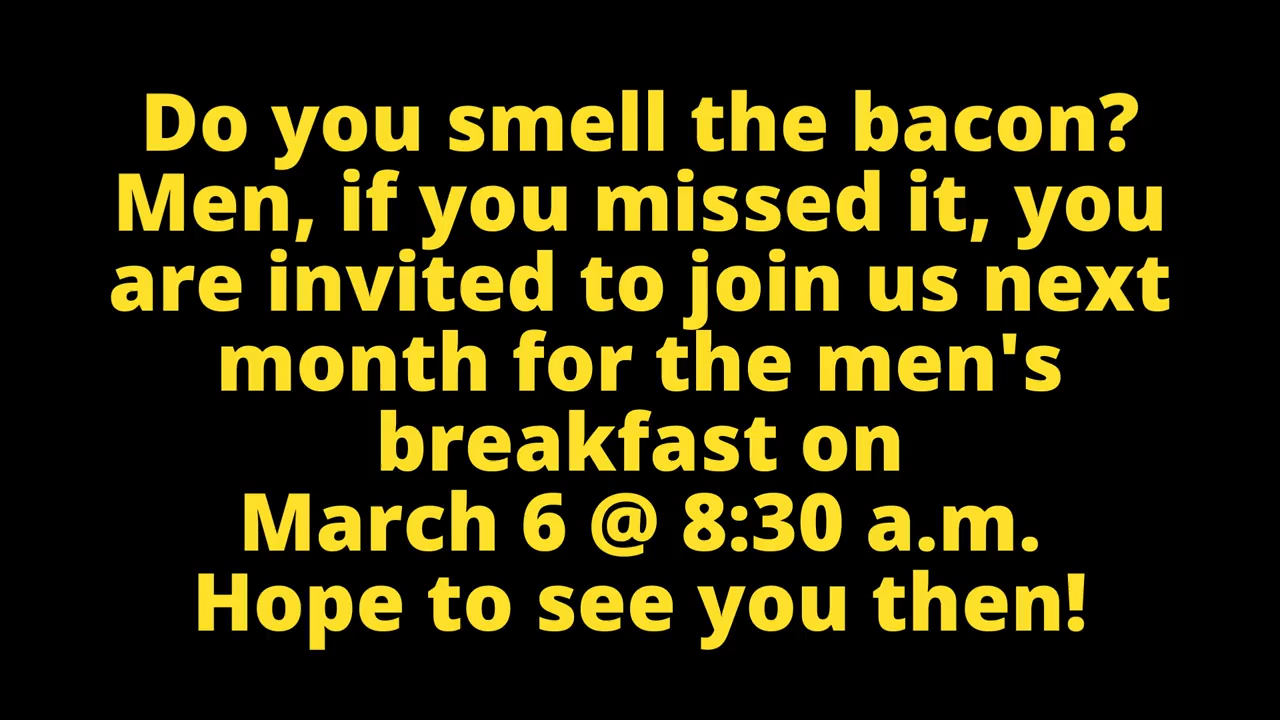 Do you smell the bacon?
Men, if you missed it, you
are invited to join us next
month for the men's
breakfast on
March 6 @ 8:30 a.m.
Hope to see you then!